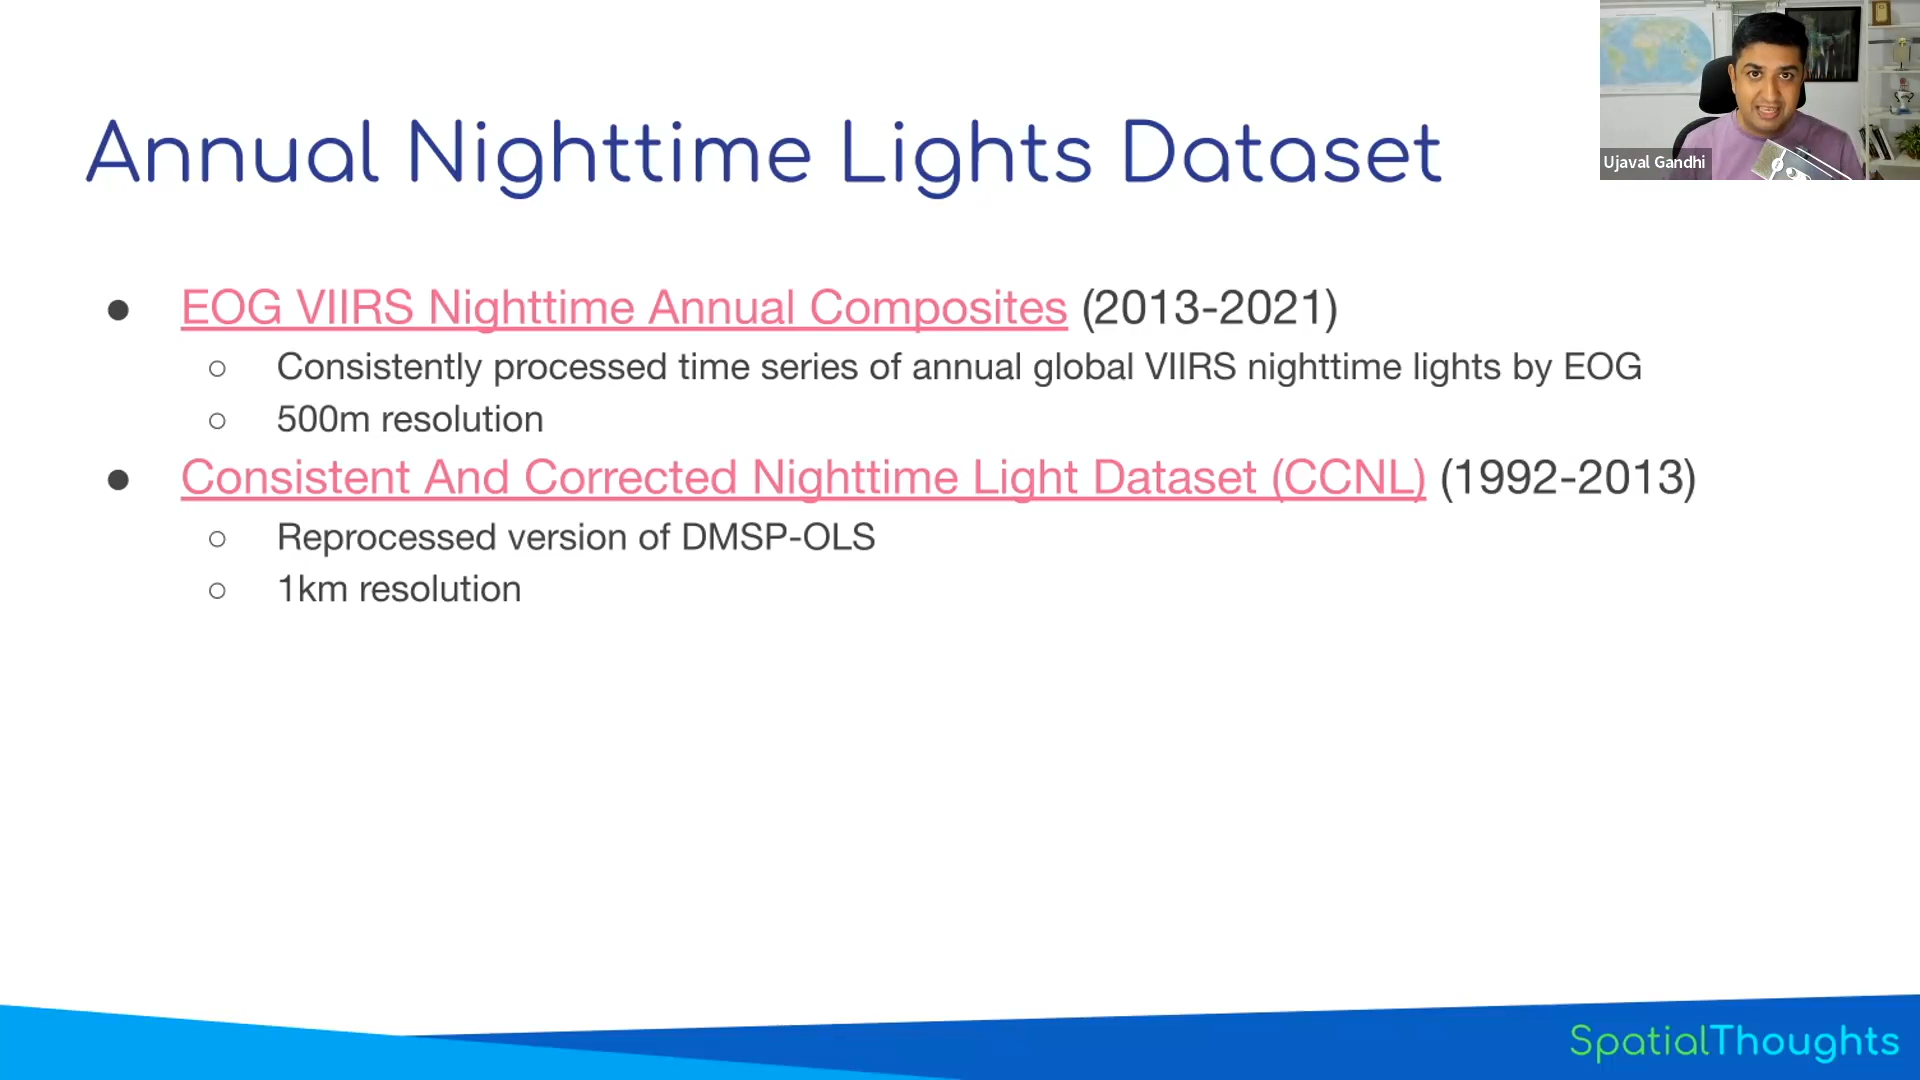 Annual Nighttime Lights Dataset
Ujaval Gandhi
● EOG VIIRS Nighttime Annual Composites (2013-2021)
○ Consistently processed time series of annual global VIIRS nighttime lights by EOG
○ 500m resolution
● Consistent And Corrected Nighttime Light Dataset (CCNL) (1992-2013)
○ Reprocessed version of DMSP-OLS
○ 1km resolution
SpatialThoughts